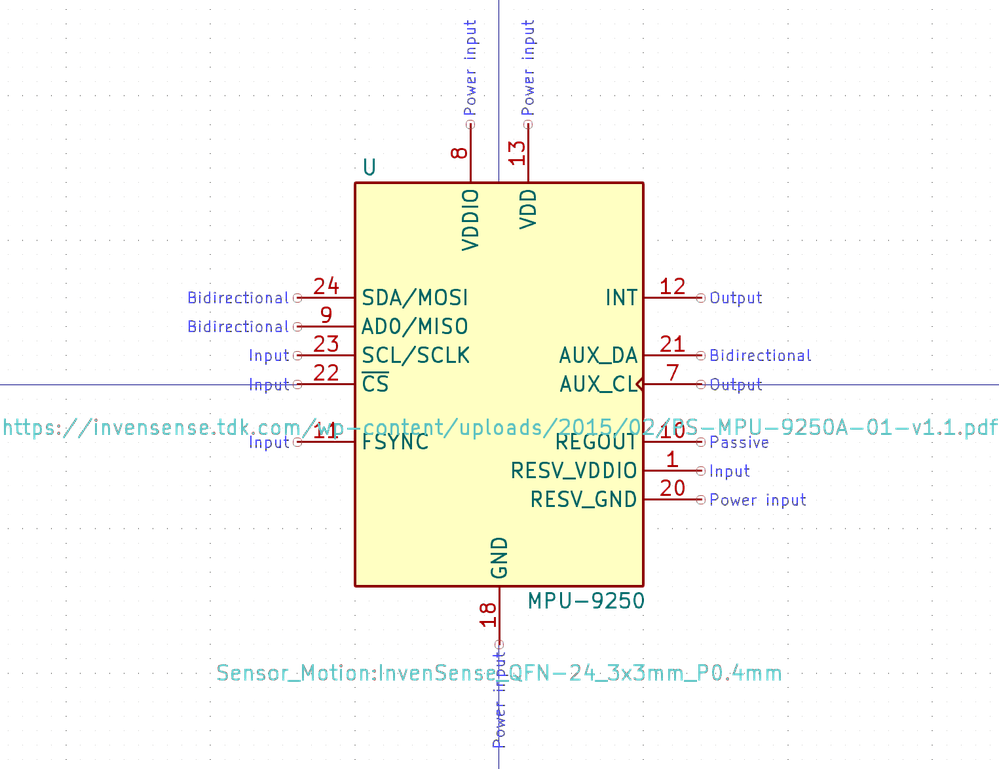 Power input
Power input
8
13
U
VDDIO
VDD
Bidirectional 24 SDA/MOSI
INT 12 Output
Bidirectional 9 AD0/MISO
Input 23 SCL/SCLK
AUX_DA 21 Bidirectional
Input 22 CS
AUX_CL 7 Output
https://invensense.tdk.com/wp-content/uploads/2015/02/PS-MPU-9250A-01-v1.1.pdf
Input 11 FSYNC
REGOUT 10 Passive
RESV_VDDIO 1 Input
RESV_GND 20 Power input
GND
MPU-9250
18
Sensor_Motion:InvenSense_QFN-24_3x3mm_P0.4mm
Power input